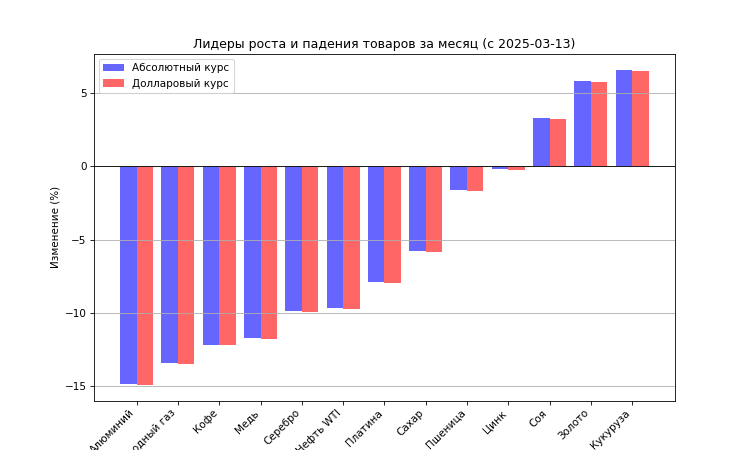 Лидеры роста и падения товаров за месяц (с 2025-03-13)
Абсолютный курс
Долларовый курс
Изменение (%)
5
0
−5
−10
−15
Алюминий
одный газ
Кофе
Медь
Серебро
Нефть WTI
Платина
Сахар
Пшеница
Цинк
Соя
Золото
Кукуруза